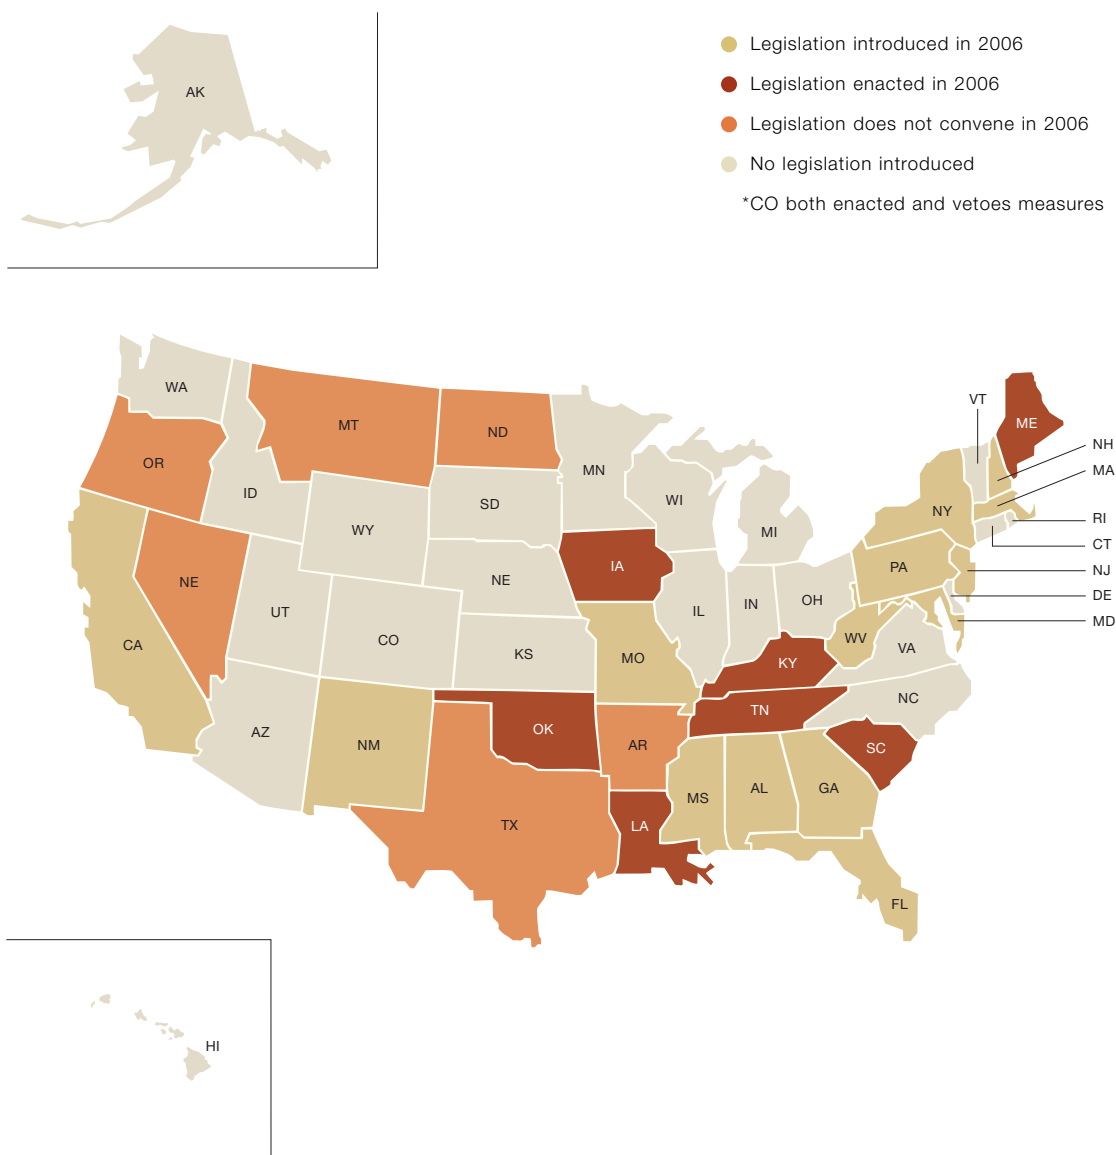 AK
Legislation introduced in 2006
Legislation enacted in 2006
Legislation does not convene in 2006
No legislation introduced
*CO both enacted and vetoes measures
WA
OR
MT
ND
ID
WY
SD
MN
WI
MI
NE
CA
UT
CO
NE
KS
IA
MO
IL
IN
OH
KY
TN
WV
VA
NC
SC
PA
NY
VT
ME
NH
MA
RI
CT
NJ
DE
MD
AZ
NM
OK
AR
TX
LA
MS
AL
GA
FL
HI